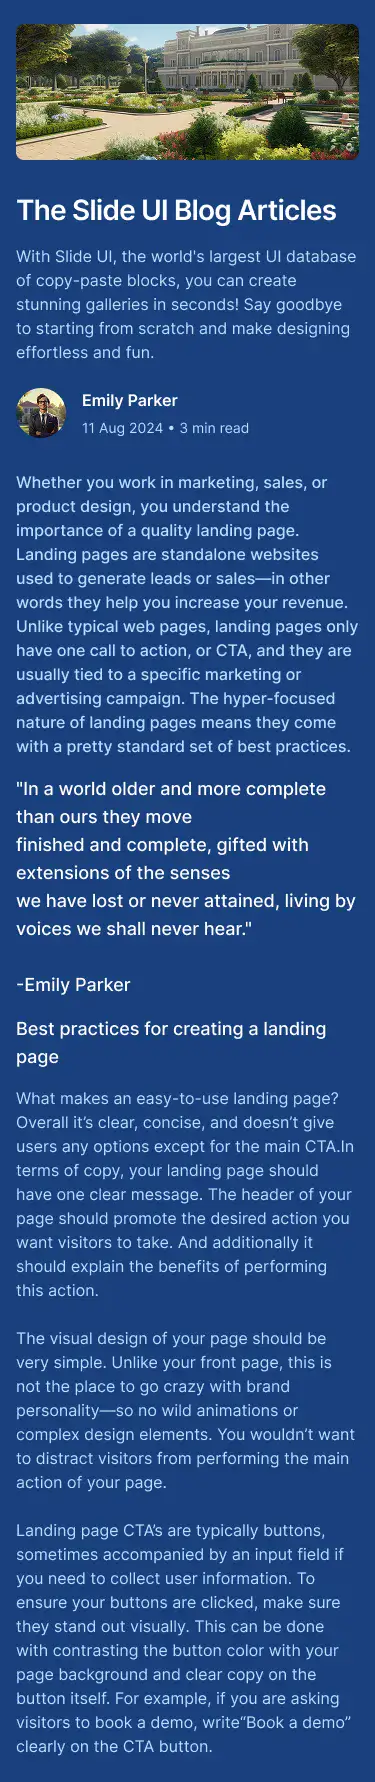 The Slide UI Blog Articles
With Slide UI, the world's largest UI database
of copy-paste blocks, you can create
stunning galleries in seconds! Say goodbye
to starting from scratch and make designing
effortless and fun.
Emily Parker
11 Aug 2024 • 3 min read
Whether you work in marketing, sales, or
product design, you understand the
importance of a quality landing page.
Landing pages are standalone websites
used to generate leads or sales—in other
words they help you increase your revenue.
Unlike typical web pages, landing pages only
have one call to action, or CTA, and they are
usually tied to a specific marketing or
advertising campaign. The hyper-focused
nature of landing pages means they come
with a pretty standard set of best practices.
"In a world older and more complete
than ours they move
finished and complete, gifted with
extensions of the senses
we have lost or never attained, living by
voices we shall never hear."
-Emily Parker
Best practices for creating a landing
page
What makes an easy-to-use landing page?
Overall it’s clear, concise, and doesn’t give
users any options except for the main CTA.In
terms of copy, your landing page should
have one clear message. The header of your
page should promote the desired action you
want visitors to take. And additionally it
should explain the benefits of performing
this action.
The visual design of your page should be
very simple. Unlike your front page, this is
not the place to go crazy with brand
personality—so no wild animations or
complex design elements. You wouldn’t want
to distract visitors from performing the main
action of your page.
Landing page CTA’s are typically buttons,
sometimes accompanied by an input field if
you need to collect user information. To
ensure your buttons are clicked, make sure
they stand out visually. This can be done
with contrasting the button color with your
page background and clear copy on the
button itself. For example, if you are asking
visitors to book a demo, write“Book a demo”
clearly on the CTA button.